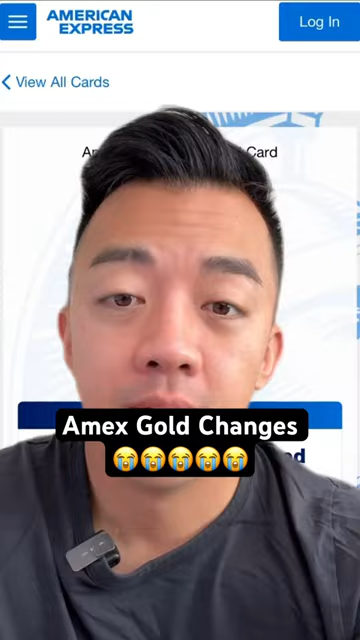 AMERICAN
EXPRESS
Log In
View All Cards
Card
Amex Gold Changes
😭😭😭😭😭